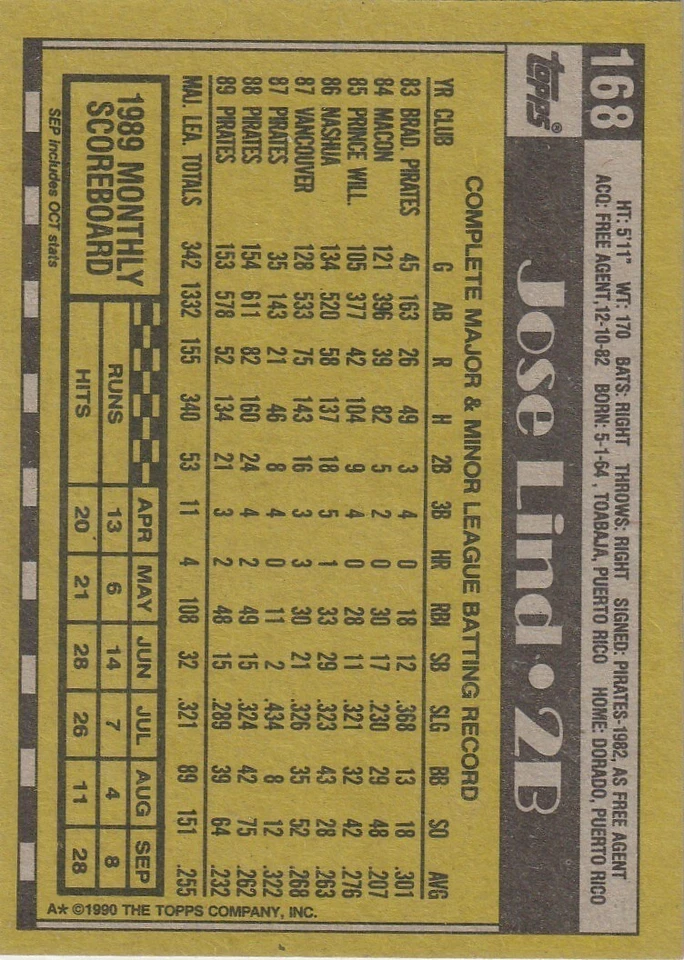 168
topps®
Jose Lind • 2B
HT: 5'11" WT: 170 BATS: RIGHT THROWS: RIGHT SIGNED: PIRATES-1982, AS FREE AGENT
ACQ: FREE AGENT,12-10-82 BORN: 5-1-64 , TOABAJA, PUERTO RICO HOME: DORADO, PUERTO RICO
COMPLETE MAJOR & MINOR LEAGUE BATTING RECORD
YR CLUB G AB R H 2B 3B HR RBI SB SLG BB SO AVG
83 BRAD. PIRATES 45 163 26 49 3 4 0 18 12 .368 13 18 .301
84 MACON 121 396 39 82 5 2 0 30 17 .230 29 48 .207
85 PRINCE WILL. 105 377 42 104 9 4 0 28 11 .321 32 42 .276
86 NASHUA 134 .520 58 137 18 5 1 33 29 .323 43 28 .263
87 VANCOUVER 128 533 75 143 16 3 3 30 21 .326 35 52 .268
87 PIRATES 35 143 21 46 8 4 0 11 2 .434 8 12 .322
88 PIRATES 154 611 82 160 24 4 2 49 15 .324 42 75 .262
89 PIRATES 153 578 52 134 21 3 2 48 15 .289 39 64 .232
MAJ. LEA. TOTALS 342 1332 155 340 53 11 4 108 32 .321 89 151 .255
1989 MONTHLY
SCOREBOARD
APR MAY JUN JUL AUG SEP
RUNS 13 6 14 7 4 8
HITS 20 21 28 26 11 28
SEP includes OCT stats
A* ©1990 THE TOPPS COMPANY, INC.